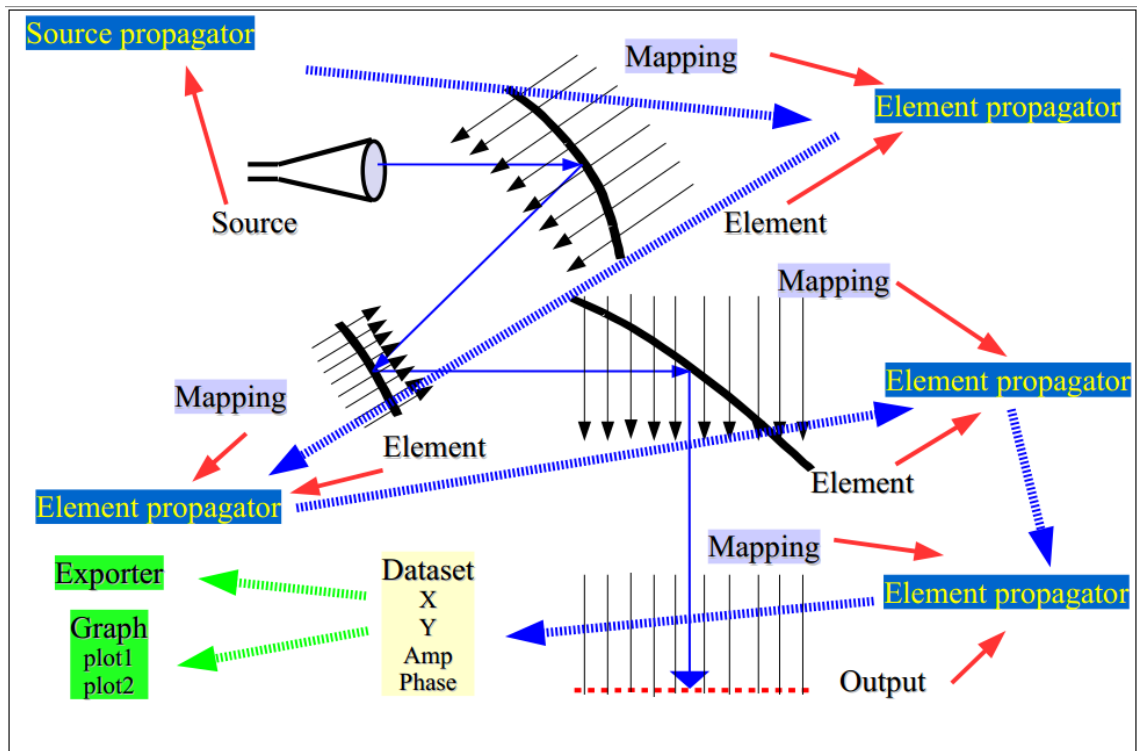 Source propagator
Mapping
Element propagator
Source
Element
Mapping
Element propagator
Mapping
Element
Element propagator
Element
Mapping
Exporter
Dataset
X
Y
Amp
Phase
Element propagator
Graph
plot1
plot2
Output